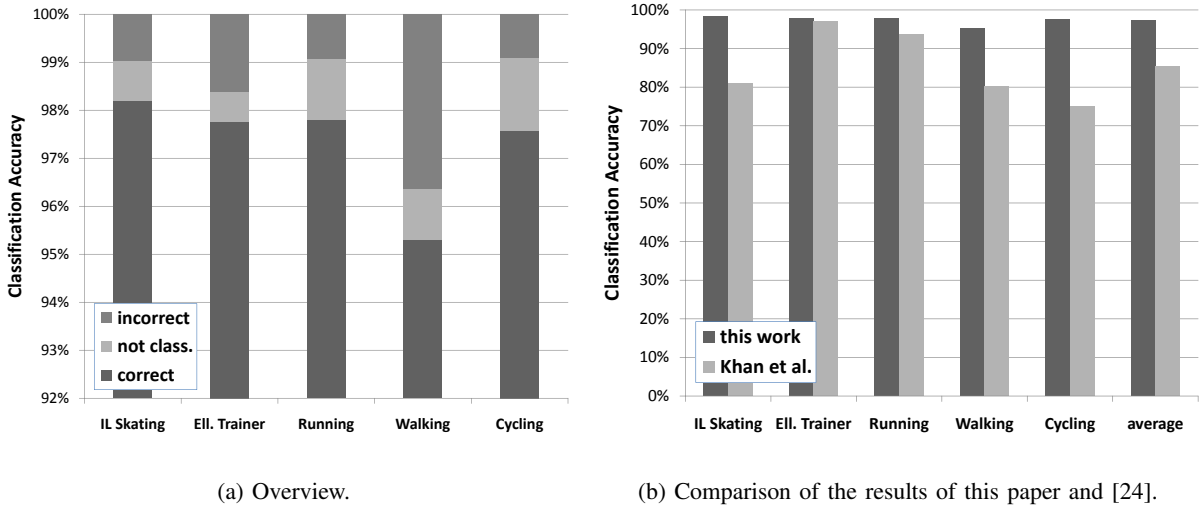 100%
99%
98%
97%
96%
95%
94%
93%
92%
Classification Accuracy
incorrect
not class.
correct
IL Skating Ell. Trainer Running Walking Cycling
(a) Overview.
100%
90%
80%
70%
60%
50%
40%
30%
20%
10%
0%
Classification Accuracy
this work
Khan et al.
IL Skating Ell. Trainer Running Walking Cycling average
(b) Comparison of the results of this paper and [24].